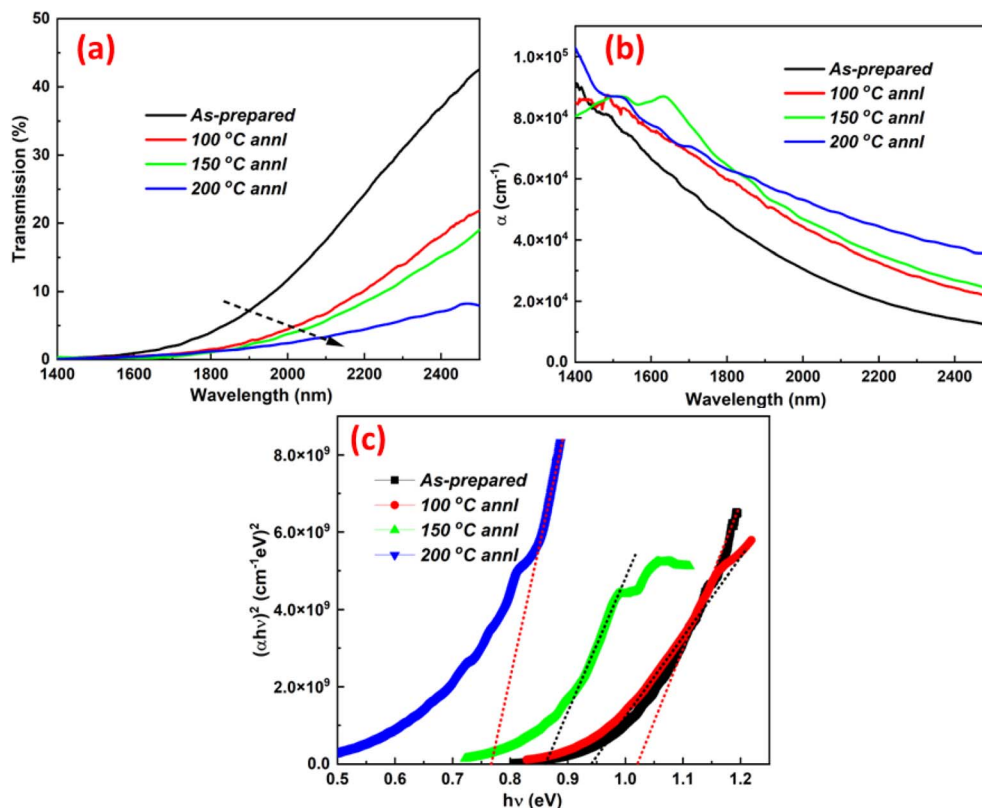 (a)
50
40
30
20
10
0
Transmission (%)
As-prepared
100 °C annl
150 °C annl
200 °C annl
1400 1600 1800 2000 2200 2400
Wavelength (nm)
(b)
1.0×10⁵
8.0×10⁴
6.0×10⁴
4.0×10⁴
2.0×10⁴
0.0
α (cm⁻¹)
As-prepared
100 °C annl
150 °C annl
200 °C annl
1400 1600 1800 2000 2200 2400
Wavelength (nm)
(c)
8.0×10⁹
6.0×10⁹
4.0×10⁹
2.0×10⁹
0.0
(αhν)² (cm⁻¹eV)²
As-prepared
100 °C annl
150 °C annl
200 °C annl
0.5 0.6 0.7 0.8 0.9 1.0 1.1 1.2
hν (eV)